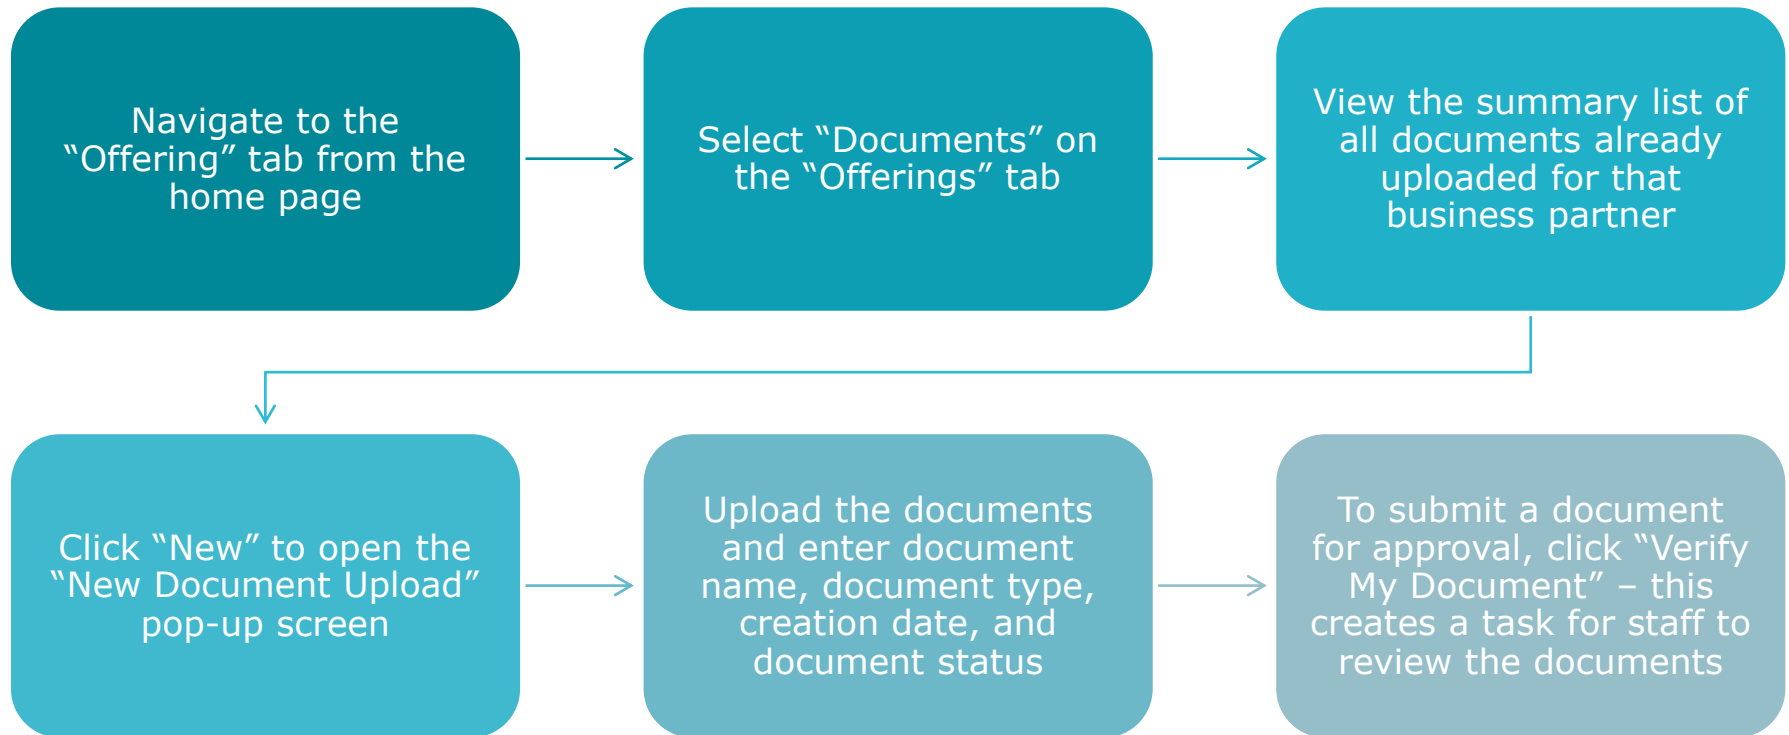 Navigate to the
“Offering” tab from the
home page
Select “Documents” on
the “Offerings” tab
View the summary list of
all documents already
uploaded for that
business partner
Click “New” to open the
“New Document Upload”
pop-up screen
Upload the documents
and enter document
name, document type,
creation date, and
document status
To submit a document
for approval, click “Verify
My Document” – this
creates a task for staff to
review the documents